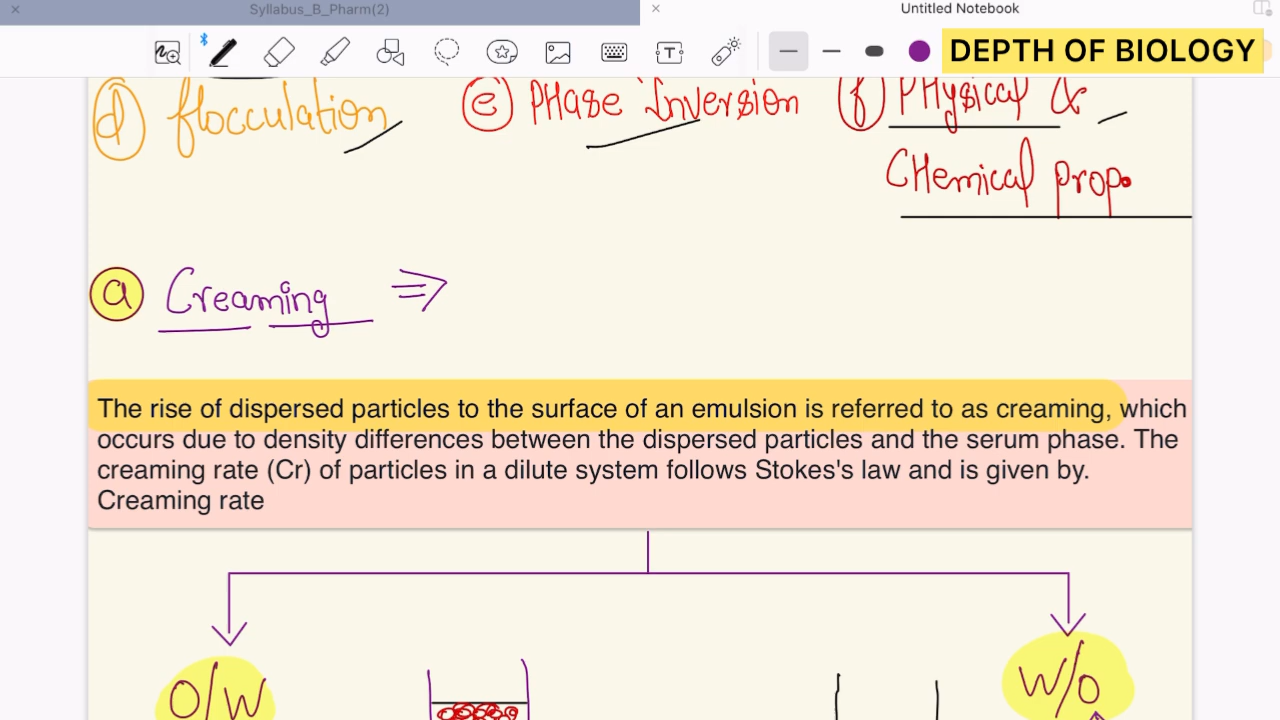 Syllabus_B_Pharm(2)
Untitled Notebook
DEPTH OF BIOLOGY
d flocculation e PHase Inversion f PHysical &
CHemical prop.
a Creaming ⇒
The rise of dispersed particles to the surface of an emulsion is referred to as creaming, which
occurs due to density differences between the dispersed particles and the serum phase. The
creaming rate (Cr) of particles in a dilute system follows Stokes's law and is given by.
Creaming rate
O/W W/O